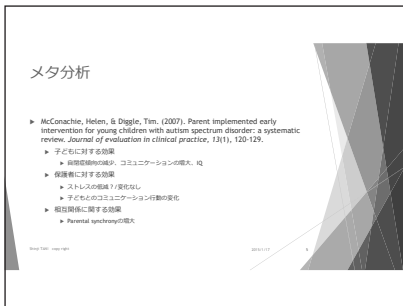 メタ分析
▶ McConachie, Helen, & Diggle, Tim. (2007). Parent implemented early
intervention for young children with autism spectrum disorder: a systematic
review. Journal of evaluation in clinical practice, 13(1), 120-129.
▶ 子どもに対する効果
▶ 自閉症傾向の減少、コミュニケーションの増大、IQ
▶ 保護者に対する効果
▶ ストレスの低減？/変化なし
▶ 子どもとのコミュニケーション行動の変化
▶ 相互関係に関する効果
▶ Parental synchronyの増大
copy right